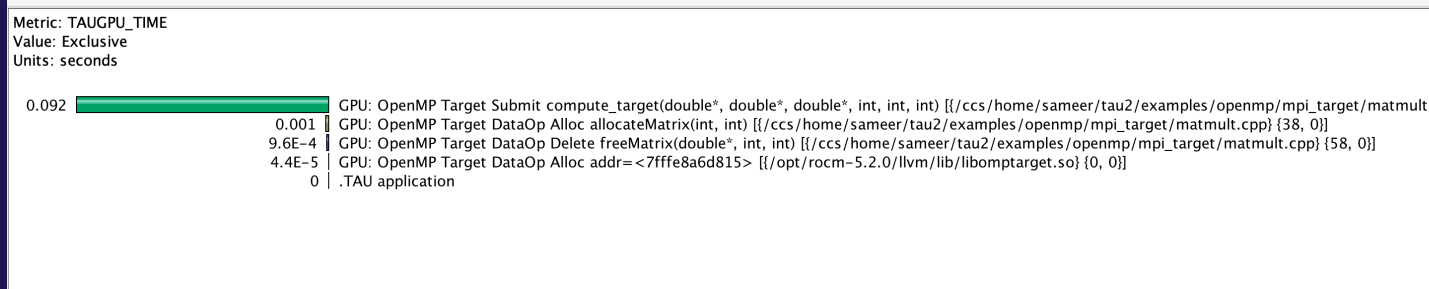 Metric: TAUGPU_TIME
Value: Exclusive
Units: seconds
0.092 GPU: OpenMP Target Submit compute_target(double*, double*, double*, int, int, int) [{/ccs/home/sameer/tau2/examples/openmp/mpi_target/matmult
0.001 GPU: OpenMP Target DataOp Alloc allocateMatrix(int, int) [{/ccs/home/sameer/tau2/examples/openmp/mpi_target/matmult.cpp} {38, 0}]
9.6E-4 GPU: OpenMP Target DataOp Delete freeMatrix(double*, int, int) [{/ccs/home/sameer/tau2/examples/openmp/mpi_target/matmult.cpp} {58, 0}]
4.4E-5 GPU: OpenMP Target DataOp Alloc addr=<7fffe8a6d815> [{/opt/rocm-5.2.0/llvm/lib/libomptarget.so} {0, 0}]
0 .TAU application